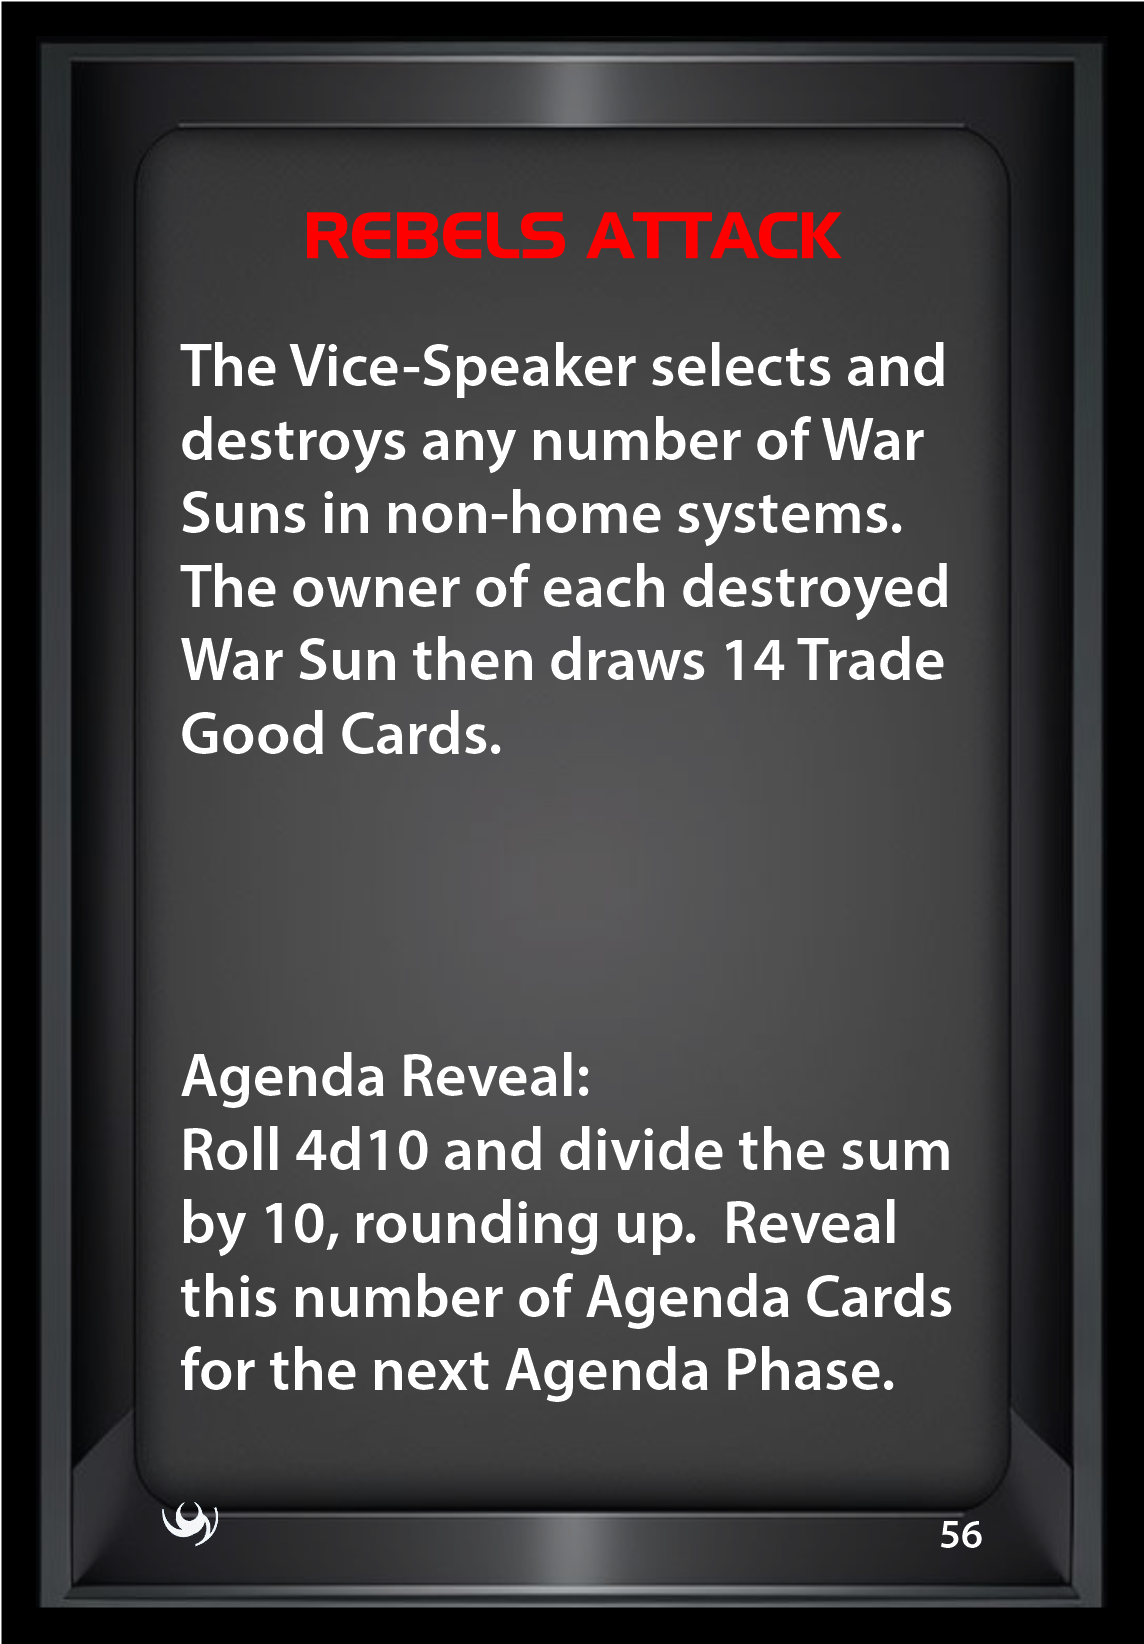 REBELS ATTACK
The Vice-Speaker selects and
destroys any number of War
Suns in non-home systems.
The owner of each destroyed
War Sun then draws 14 Trade
Good Cards.
Agenda Reveal:
Roll 4d10 and divide the sum
by 10, rounding up.  Reveal
this number of Agenda Cards
for the next Agenda Phase.
56